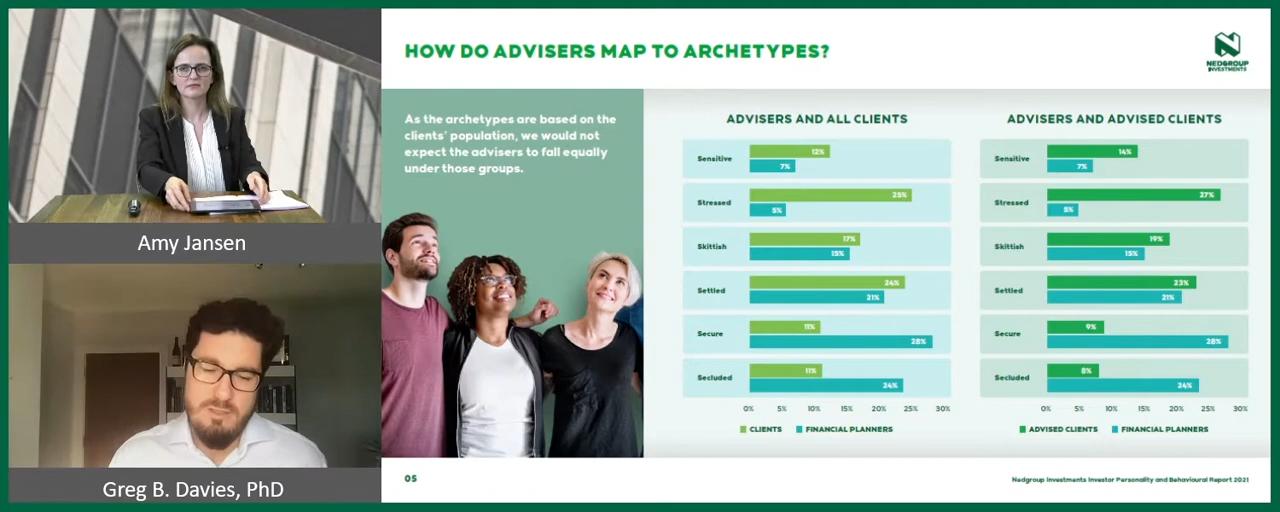 Amy Jansen
Greg B. Davies, PhD
HOW DO ADVISERS MAP TO ARCHETYPES?
NEDGROUP
INVESTMENTS
As the archetypes are based on the
clients' population, we would not
expect the advisers to fall equally
under those groups.
ADVISERS AND ALL CLIENTS
Sensitive
12%
7%
Stressed
25%
5%
Skittish
17%
15%
Settled
24%
21%
Secure
11%
28%
Secluded
11%
24%
0% 5% 10% 15% 20% 25% 30%
CLIENTS FINANCIAL PLANNERS
ADVISERS AND ADVISED CLIENTS
Sensitive
14%
7%
Stressed
27%
5%
Skittish
19%
15%
Settled
23%
21%
Secure
9%
28%
Secluded
8%
24%
0% 5% 10% 15% 20% 25% 30%
ADVISED CLIENTS FINANCIAL PLANNERS
05
Nedgroup Investments Investor Personality and Behavioural Report 2021